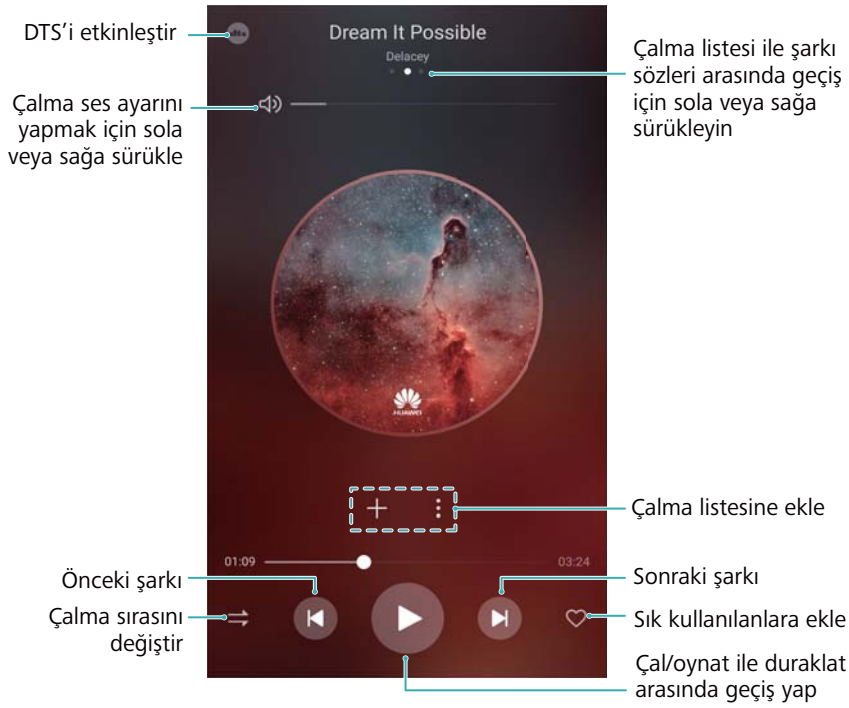 DTS’i etkinleştir
dts
Dream It Possible
Delacey
Çalma listesi ile şarkı
sözleri arasında geçiş
için sola veya sağa
sürükleyin
Çalma ses ayarını
yapmak için sola
veya sağa sürükle
HUAWEI
Çalma listesine ekle
01:09
03:24
Önceki şarkı
Sonraki şarkı
Çalma sırasını
değiştir
Sık kullanılanlara ekle
Çal/oynat ile duraklat
arasında geçiş yap